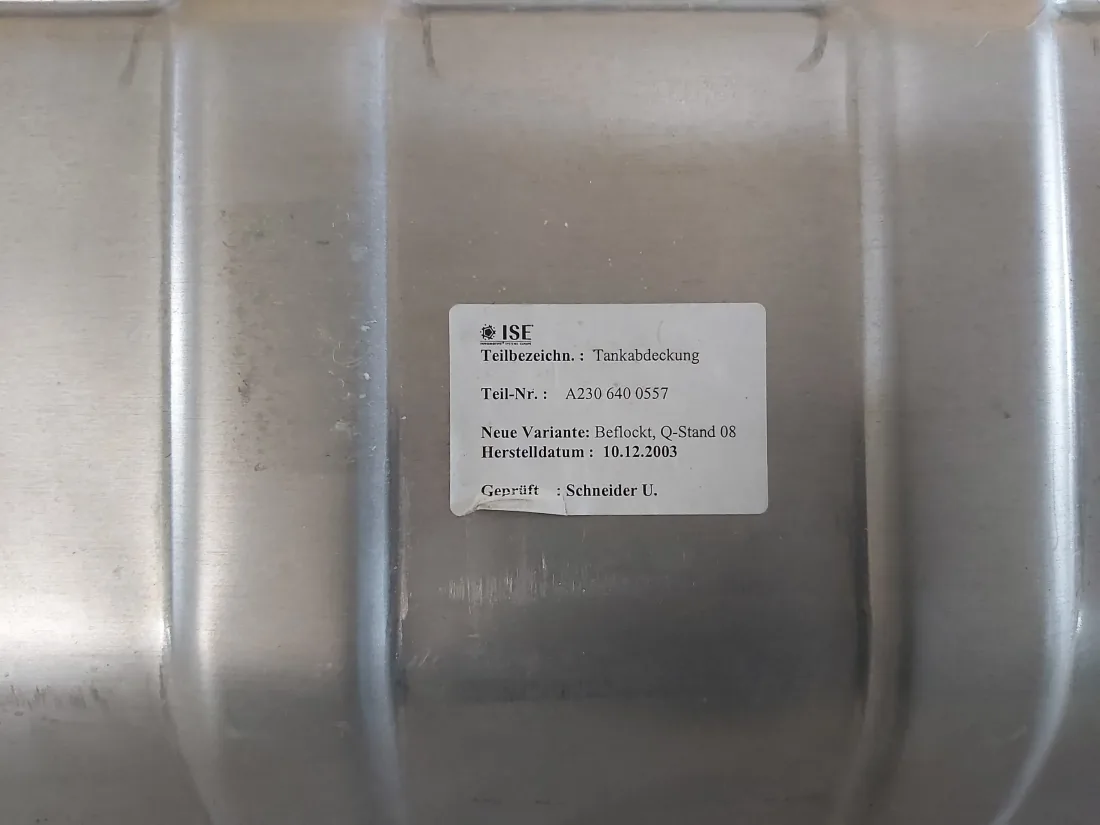 ISE
Teilbezeichn. : Tankabdeckung
Teil-Nr. : A230 640 0557
Neue Variante: Beflockt, Q-Stand 08
Herstelldatum : 10.12.2003
Geprüft : Schneider U.